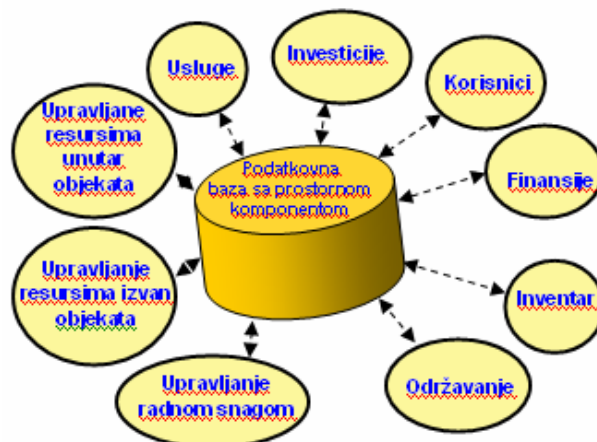 Usluge
Investicije
Korisnici
Upravljane
resursima
unutar
objekata
Podatkovna
baza sa prostornom
komponentom
Finansije
Upravljanje
resursima izvan
objekata
Inventar
Upravljanje
radnom snagom
Održavanje